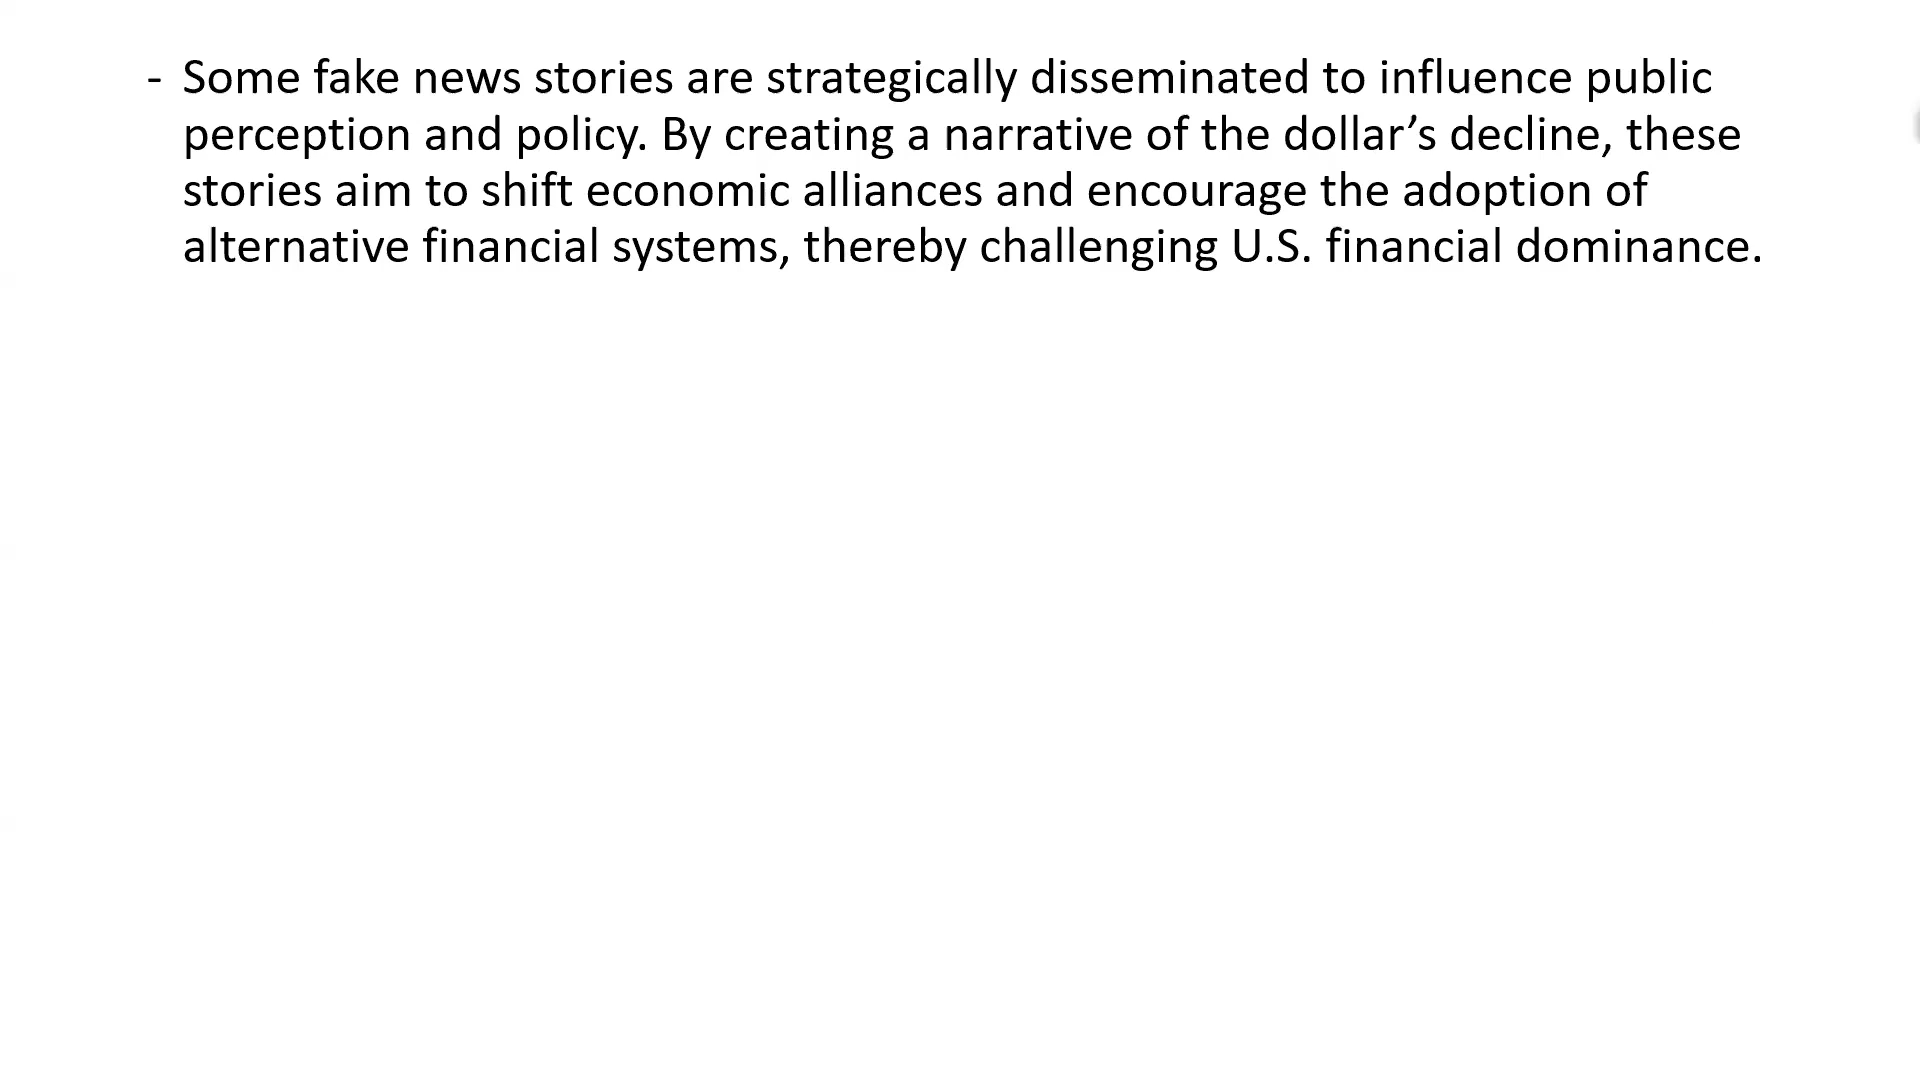 - Some fake news stories are strategically disseminated to influence public
perception and policy. By creating a narrative of the dollar’s decline, these
stories aim to shift economic alliances and encourage the adoption of
alternative financial systems, thereby challenging U.S. financial dominance.